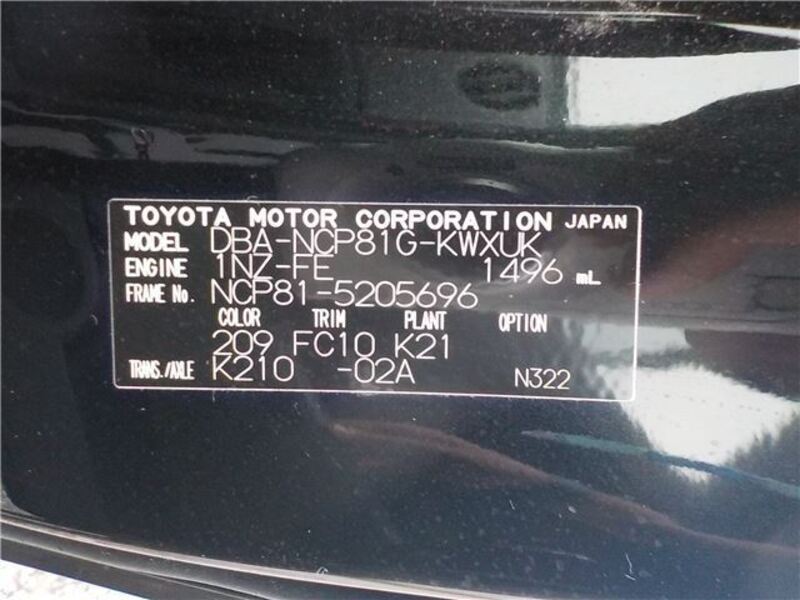 TOYOTA MOTOR CORPORATION JAPAN
MODEL DBA-NCP81G-KWXUK
ENGINE 1NZ-FE 1496 mL
FRAME No. NCP81-5205696
COLOR TRIM PLANT OPTION
209 FC10 K21
TRANS./AXLE K210 -02A N322